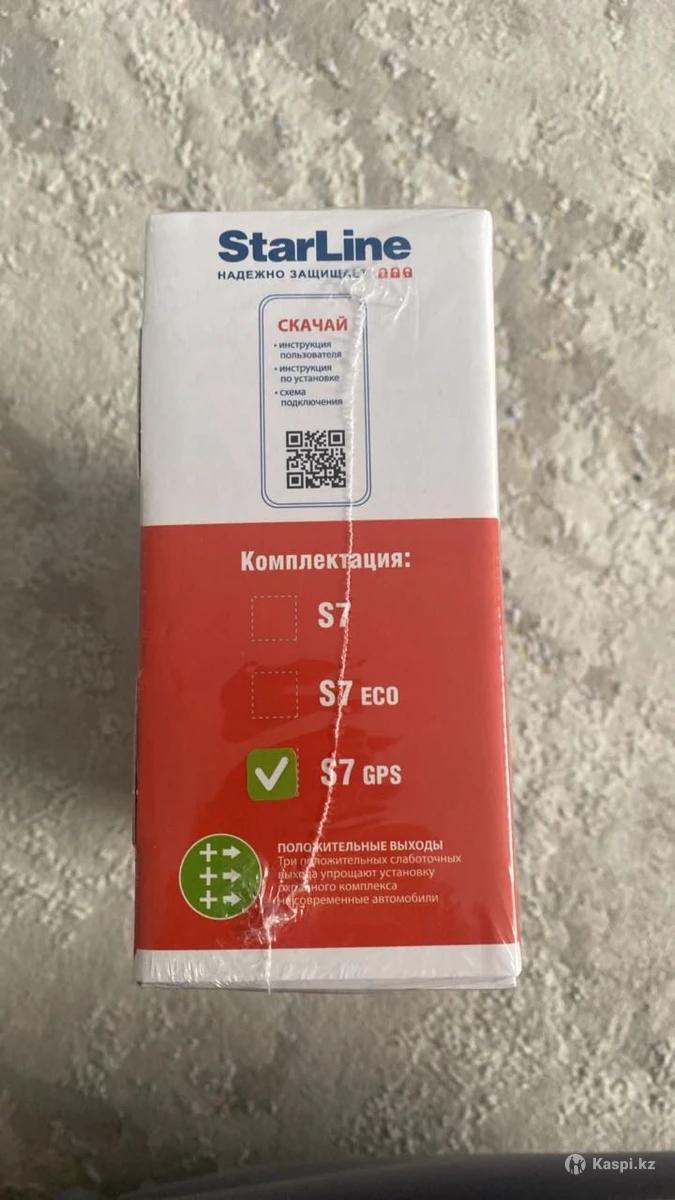 StarLine
НАДЕЖНО ЗАЩИЩАЕТ
СКАЧАЙ
• инструкция
пользователя
• инструкция
по установке
• схема
подключения
Комплектация:
S7
S7 ECO
S7 GPS
ПОЛОЖИТЕЛЬНЫЕ ВЫХОДЫ
Три положительных слаботочных
выхода упрощают установку
охранного комплекса
на современные автомобили
Kaspi.kz